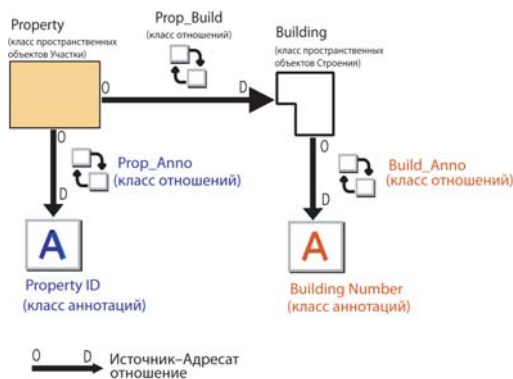 Property
(класс пространственных
объектов Участки)
Prop_Build
(класс отношений)
Building
(класс пространственных
объектов Строения)
O
D
O
O
Prop_Anno
(класс отношений)
Build_Anno
(класс отношений)
D
D
A
A
Property ID
(класс аннотаций)
Building Number
(класс аннотаций)
O
D
Источник–Адресат
отношение